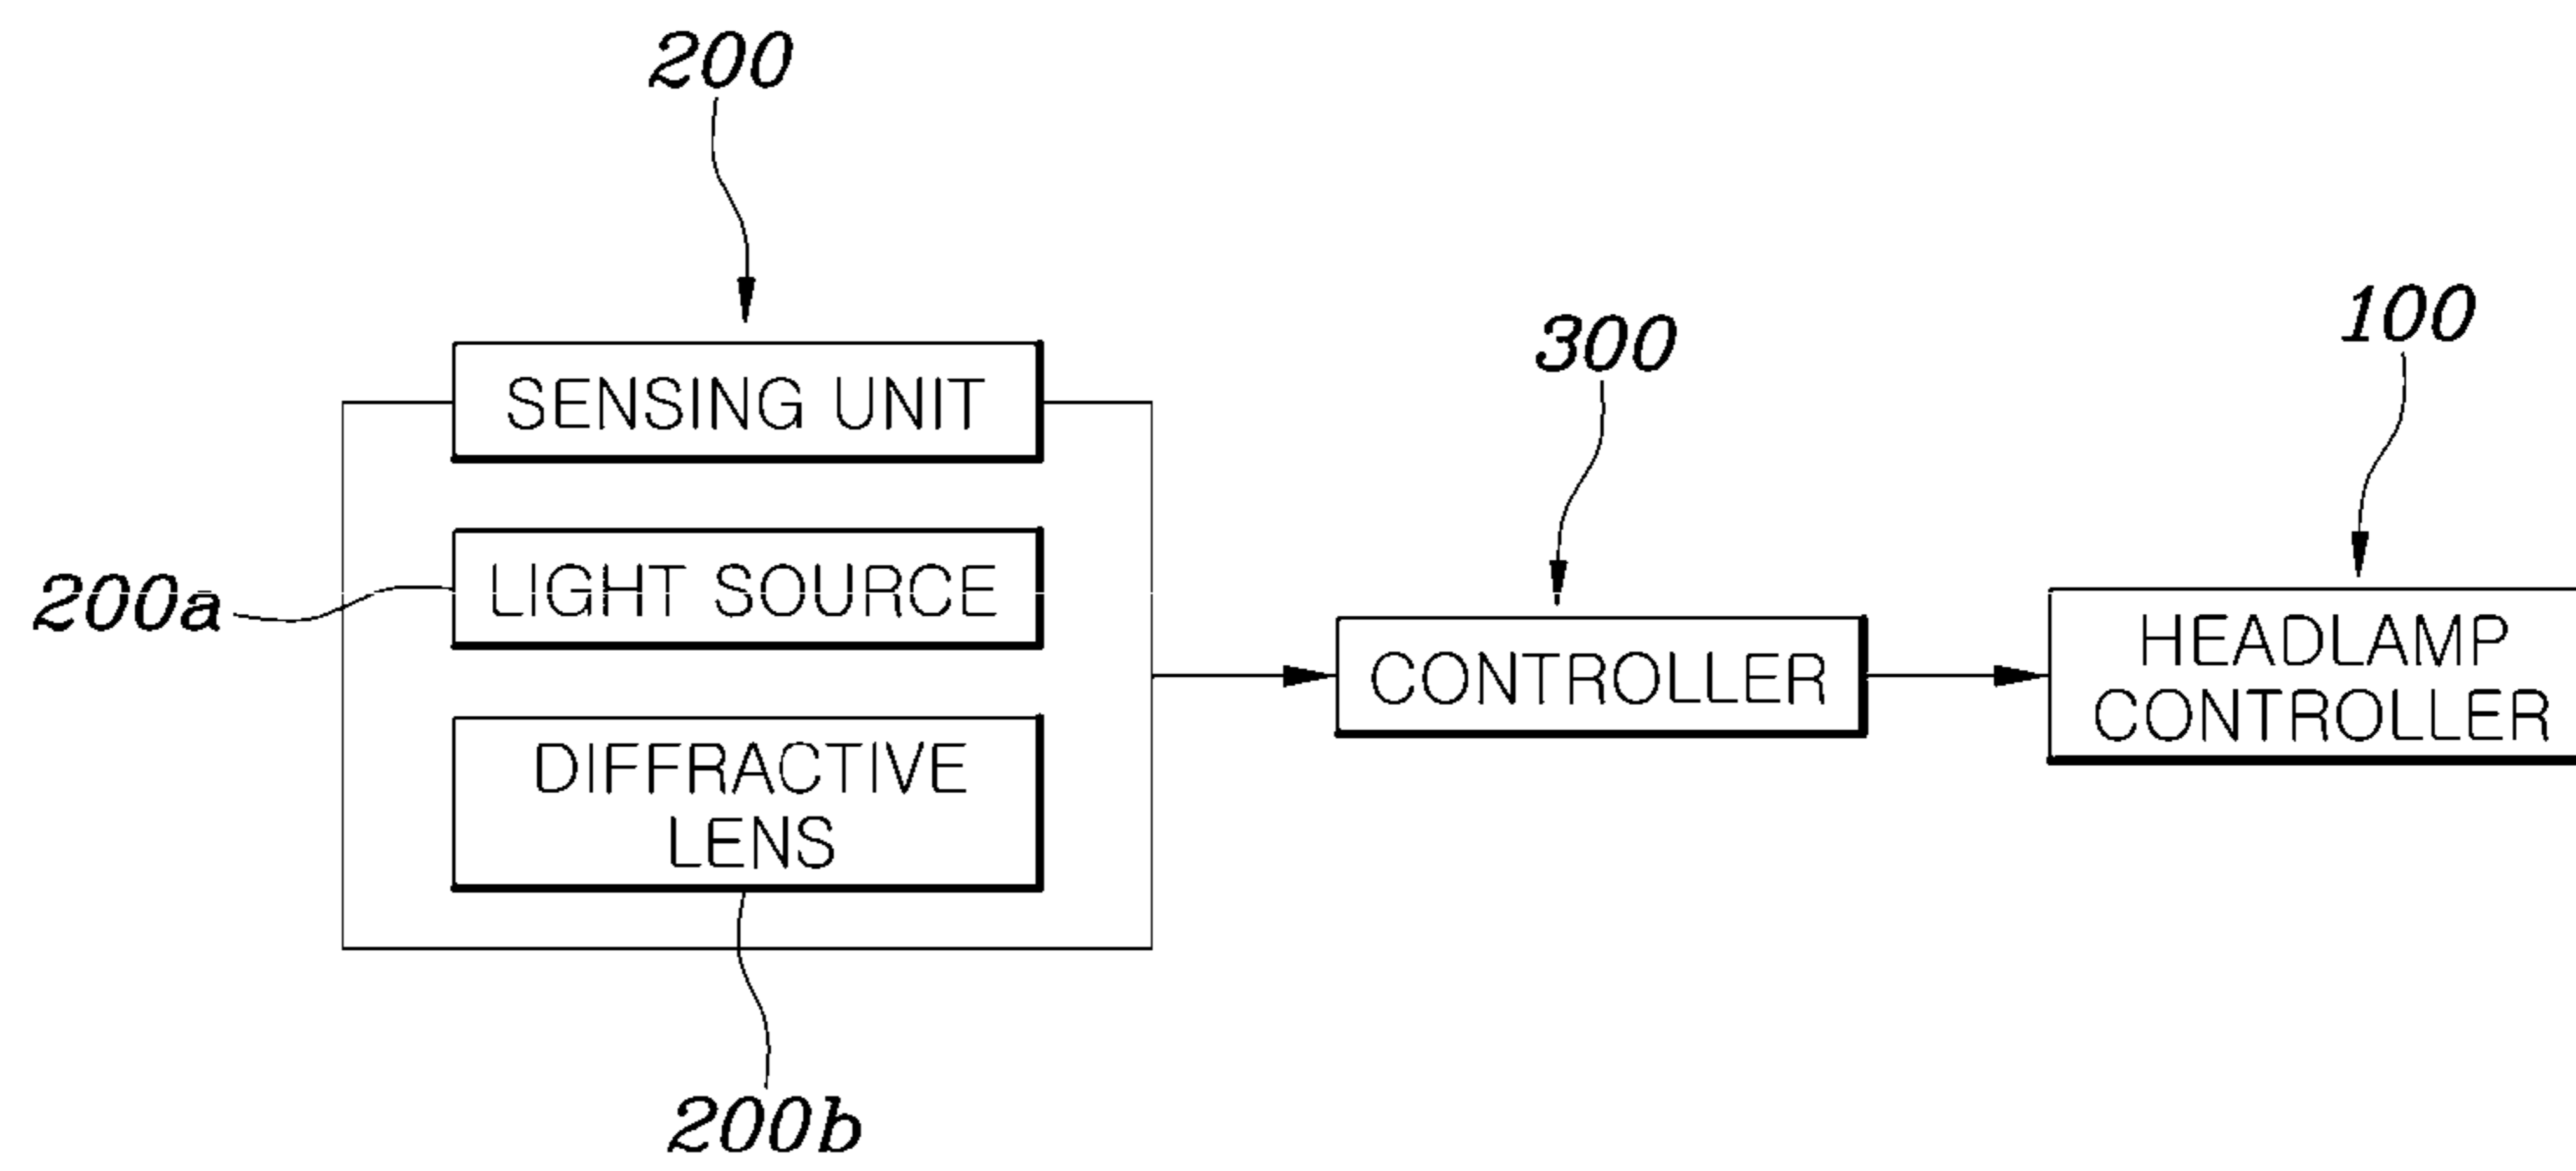 200
SENSING UNIT
200a
LIGHT SOURCE
DIFFRACTIVE
LENS
200b
300
CONTROLLER
100
HEADLAMP
CONTROLLER